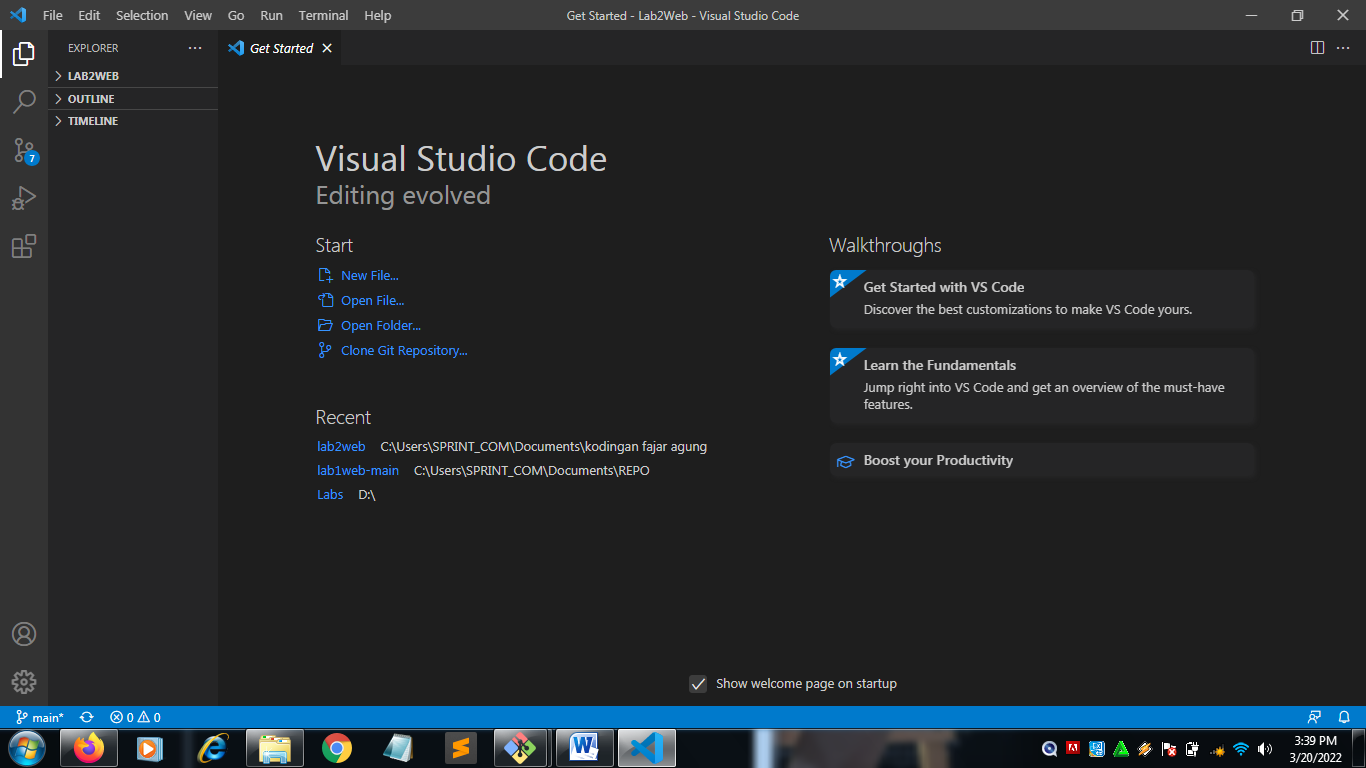 File Edit Selection View Go Run Terminal Help
Get Started - Lab2Web - Visual Studio Code
EXPLORER
Get Started
LAB2WEB
OUTLINE
TIMELINE
7
Visual Studio Code
Editing evolved
Start
New File...
Open File...
Open Folder...
Clone Git Repository...
Recent
lab2web C:\Users\SPRINT_COM\Documents\kodingan fajar agung
lab1web-main C:\Users\SPRINT_COM\Documents\REPO
Labs D:\
Walkthroughs
Get Started with VS Code
Discover the best customizations to make VS Code yours.
Learn the Fundamentals
Jump right into VS Code and get an overview of the must-have
features.
Boost your Productivity
Show welcome page on startup
main* 0 0
3:39 PM
3/20/2022